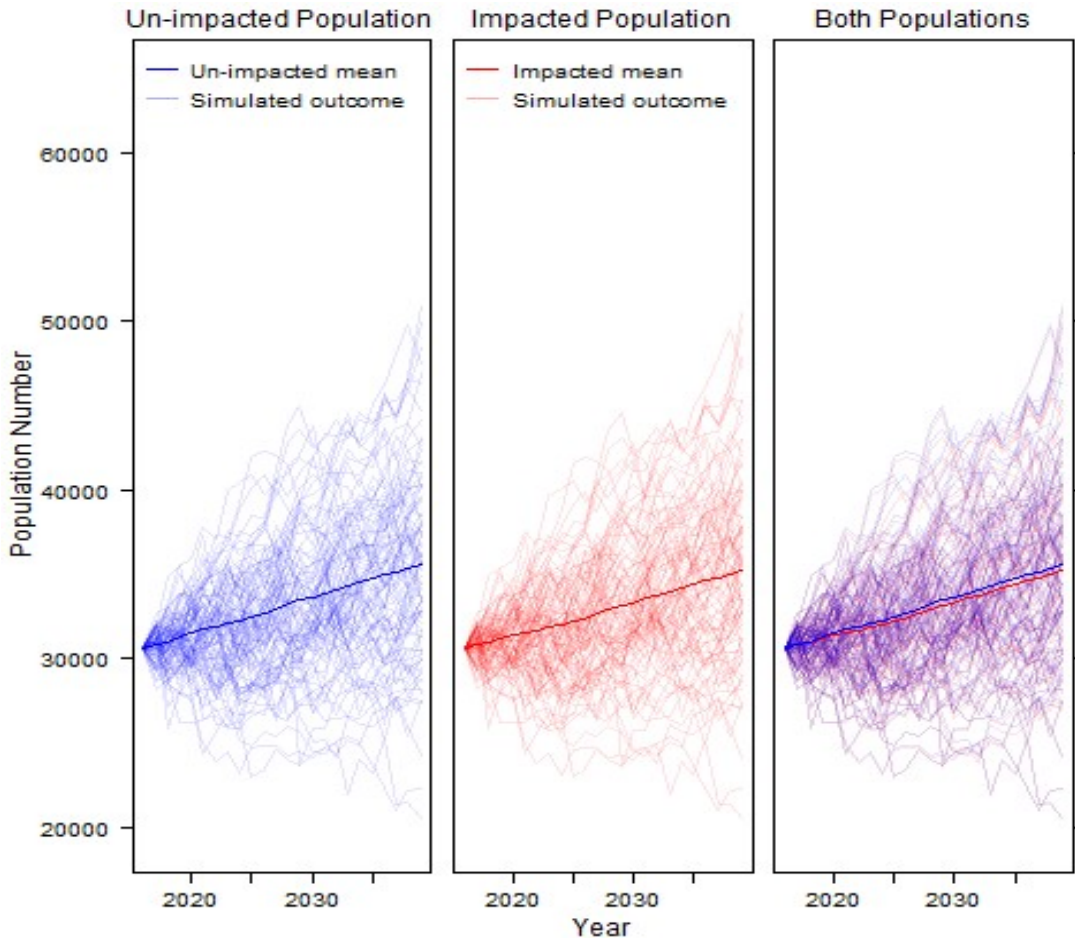 Un-impacted Population
Impacted Population
Both Populations
Un-impacted mean
Simulated outcome
Impacted mean
Simulated outcome
Population Number
60000
50000
40000
30000
20000
2020
2030
2020
2030
2020
2030
Year